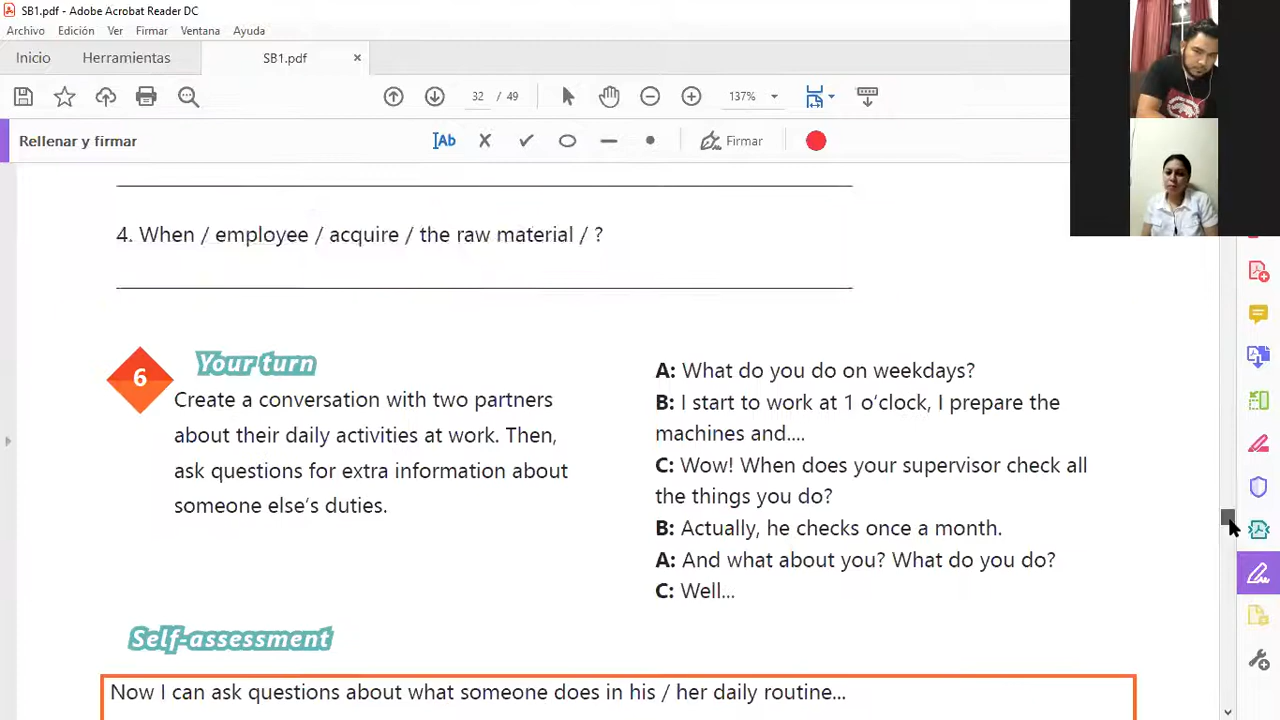 SB1.pdf - Adobe Acrobat Reader DC
Archivo Edición Ver Firmar Ventana Ayuda
Inicio Herramientas SB1.pdf ×
32 / 49 137%
Rellenar y firmar Ab Firmar
4. When / employee / acquire / the raw material / ?
6 Your turn
Create a conversation with two partners
about their daily activities at work. Then,
ask questions for extra information about
someone else's duties.
A: What do you do on weekdays?
B: I start to work at 1 o'clock, I prepare the
machines and....
C: Wow! When does your supervisor check all
the things you do?
B: Actually, he checks once a month.
A: And what about you? What do you do?
C: Well...
Self-assessment
Now I can ask questions about what someone does in his / her daily routine...